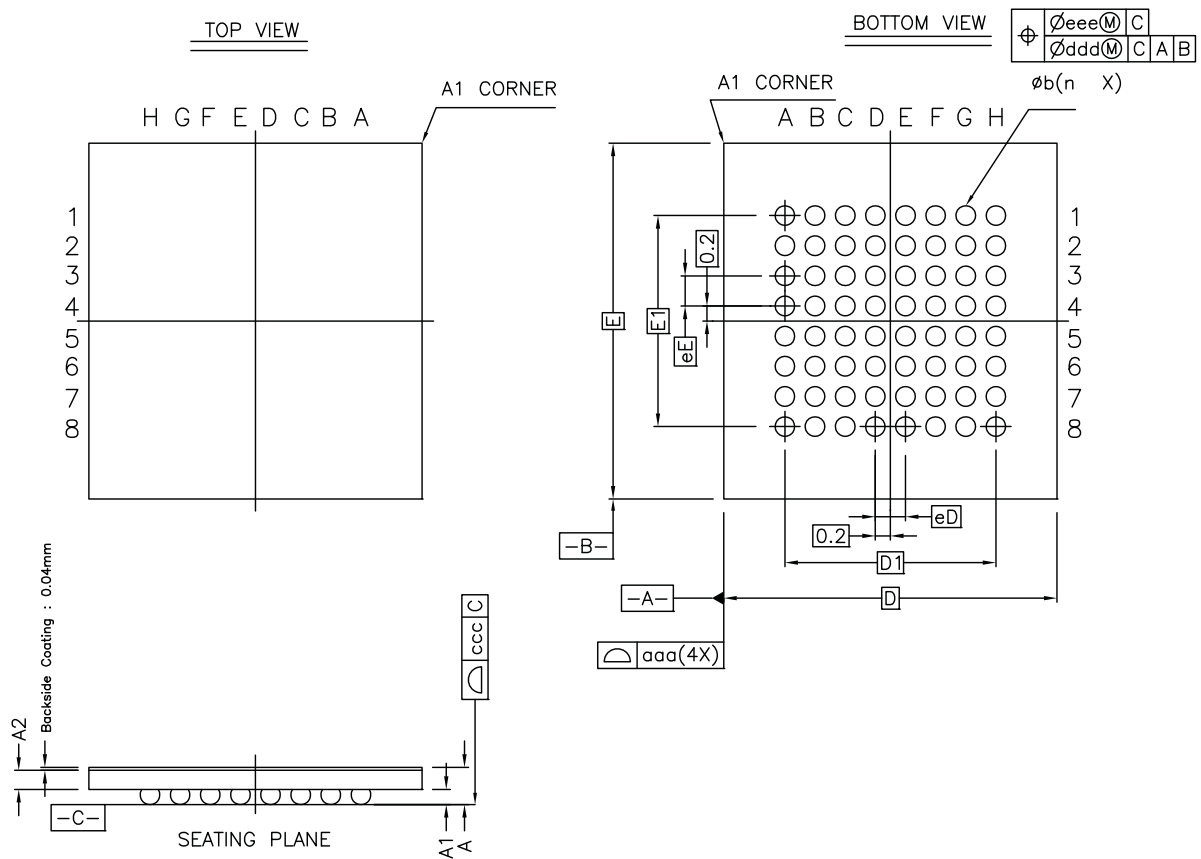 TOP VIEW
A1 CORNER
H G F E D C B A
1
2
3
4
5
6
7
8
BOTTOM VIEW
Øeee Ⓜ C
Øddd Ⓜ C A B
øb(n X)
A1 CORNER
A B C D E F G H
1
2
3
4
5
6
7
8
0.2
E
E1
eE
eD
0.2
D1
D
-B-
-A-
aaa(4X)
Backside Coating : 0.04mm
A2
ccc C
-C-
A1
A
SEATING PLANE